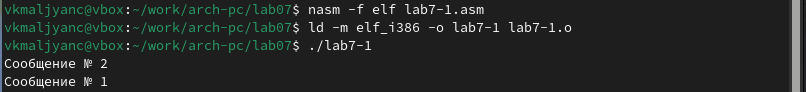 vkmaljyanc@vbox:~/work/arch-pc/lab07$ nasm -f elf lab7-1.asm
vkmaljyanc@vbox:~/work/arch-pc/lab07$ ld -m elf_i386 -o lab7-1 lab7-1.o
vkmaljyanc@vbox:~/work/arch-pc/lab07$ ./lab7-1
Сообщение № 2
Сообщение № 1